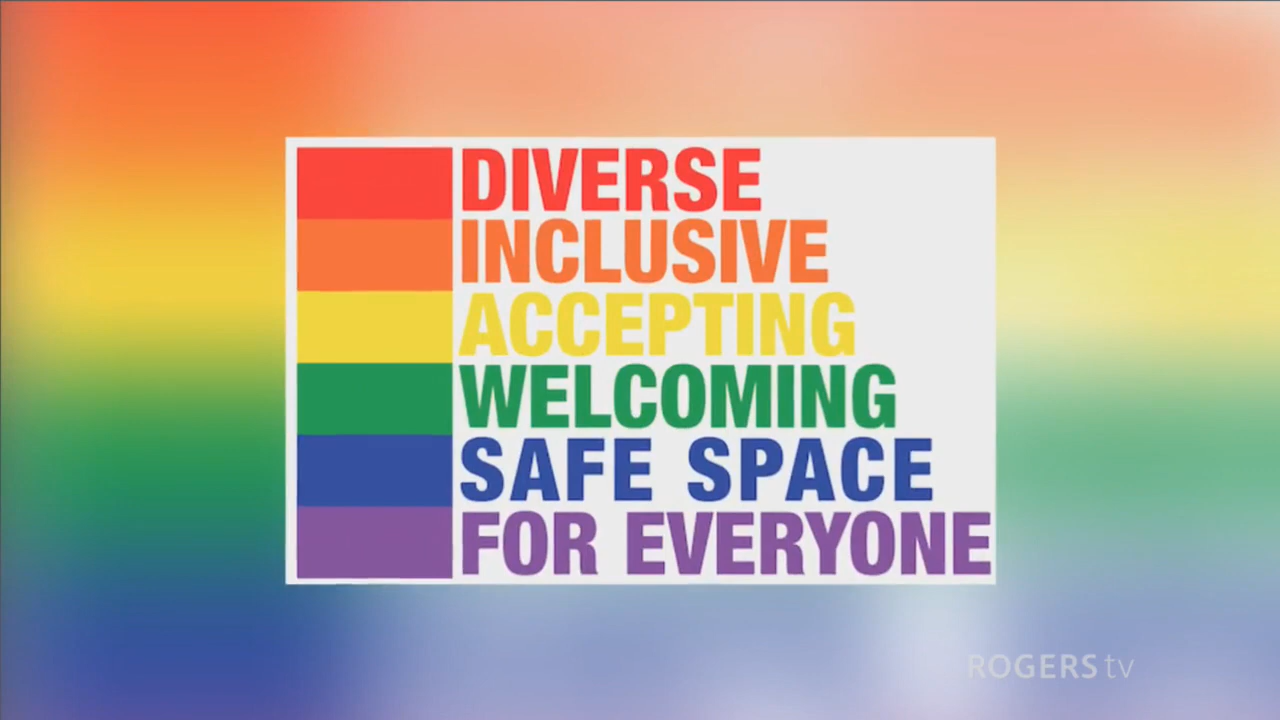 DIVERSE
INCLUSIVE
ACCEPTING
WELCOMING
SAFE SPACE
FOR EVERYONE
ROGERS tv